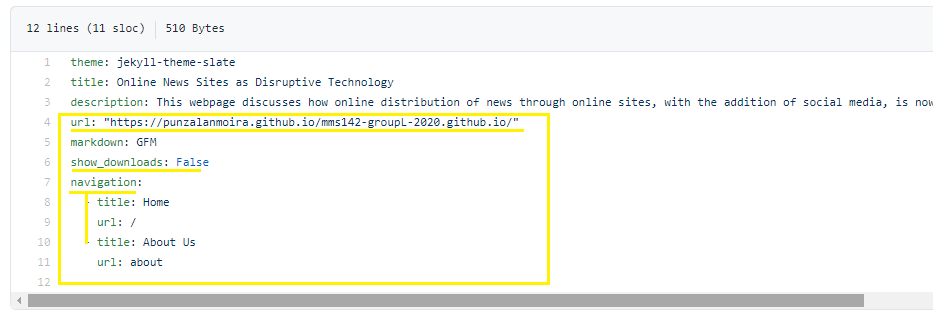 12 lines (11 sloc) 510 Bytes
1 theme: jekyll-theme-slate
2 title: Online News Sites as Disruptive Technology
3 description: This webpage discusses how online distribution of news through online sites, with the addition of social media, is now
4 url: "https://punzalanmoira.github.io/mms142-groupL-2020.github.io/"
5 markdown: GFM
6 show_downloads: False
7 navigation:
8 - title: Home
9 url: /
10 - title: About Us
11 url: about
12